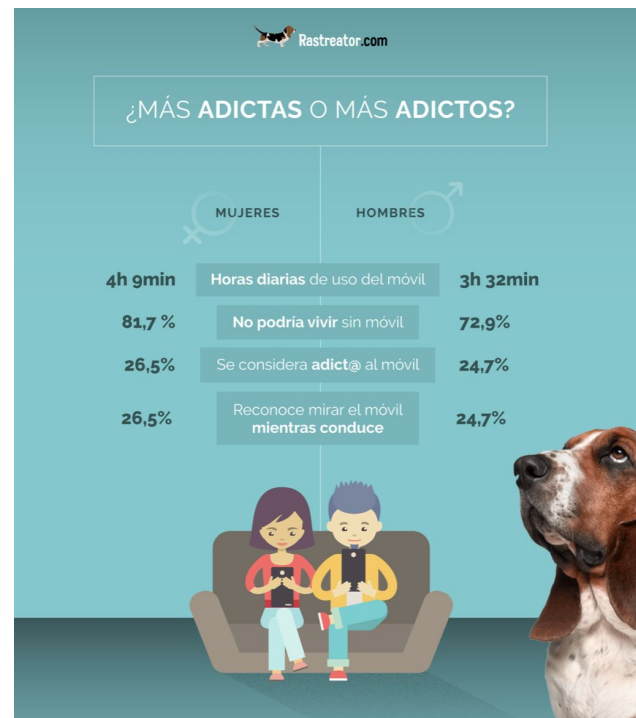 Rastreator.com
¿MÁS ADICTAS O MÁS ADICTOS?
MUJERES HOMBRES
4h 9min Horas diarias de uso del móvil 3h 32min
81,7 % No podría vivir sin móvil 72,9%
26,5% Se considera adict@ al móvil 24,7%
26,5% Reconoce mirar el móvil
mientras conduce 24,7%